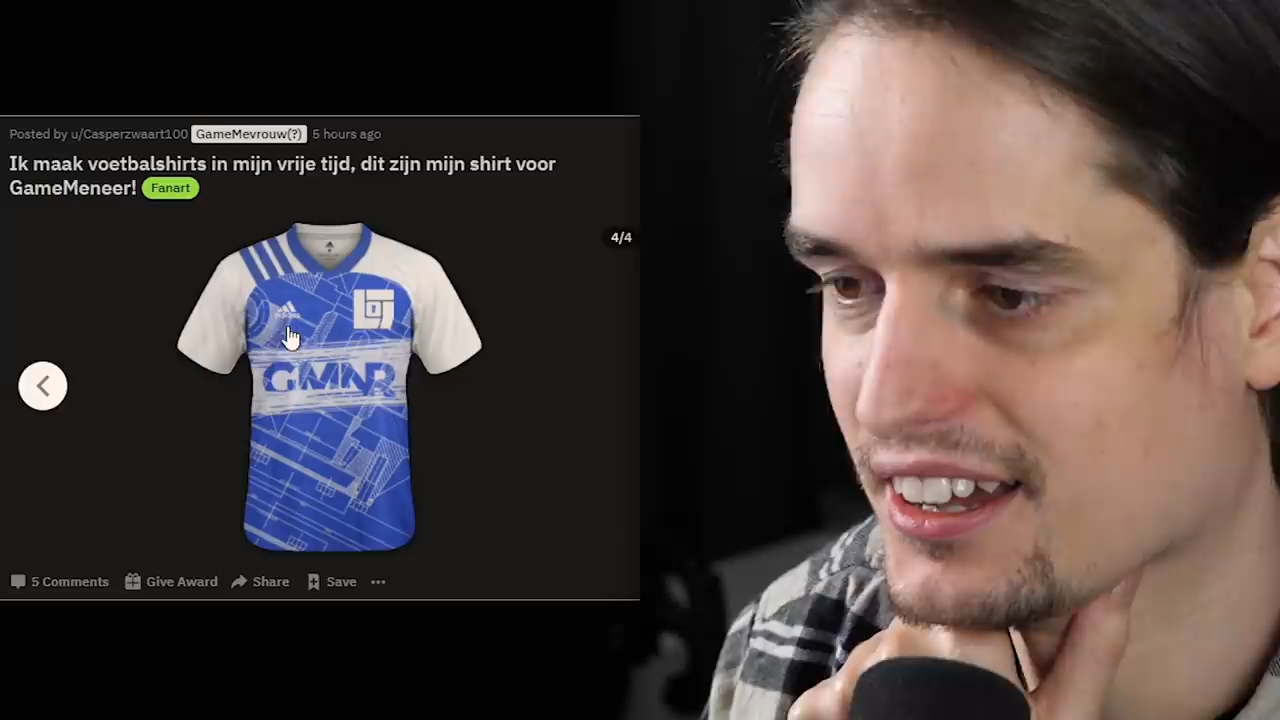 Posted by u/Casperzwaart100 GameMevrouw(?) 5 hours ago
Ik maak voetbalshirts in mijn vrije tijd, dit zijn mijn shirt voor
GameMeneer! Fanart
4/4
adidas
GMNR
5 Comments Give Award Share Save